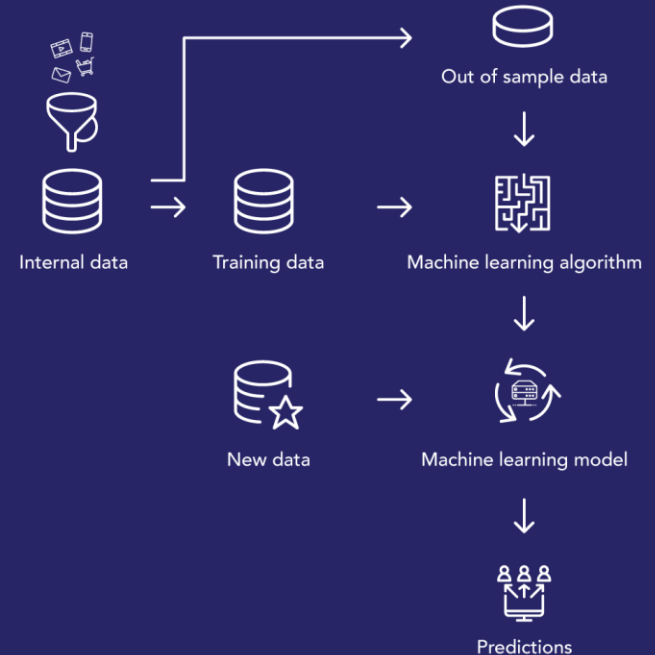 Out of sample data
Internal data
Training data
Machine learning algorithm
New data
Machine learning model
Predictions